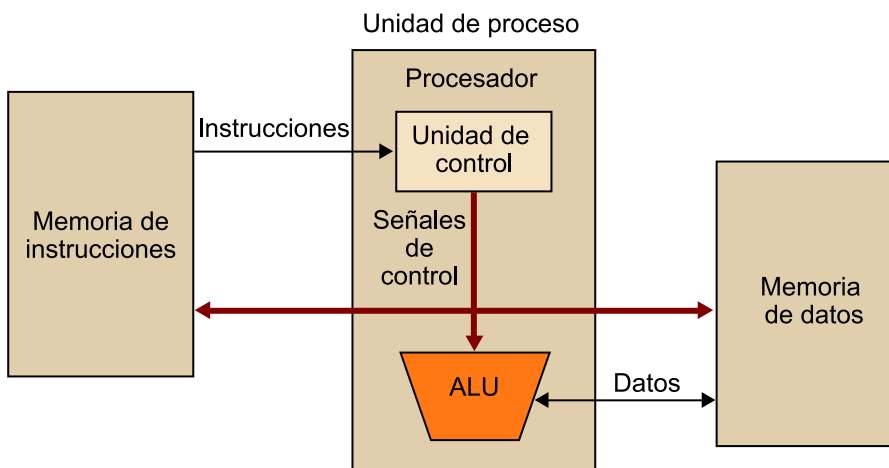 Unidad de proceso
Procesador
Instrucciones
Unidad de
control
Memoria de
instrucciones
Señales
de
control
Memoria
de datos
ALU
Datos